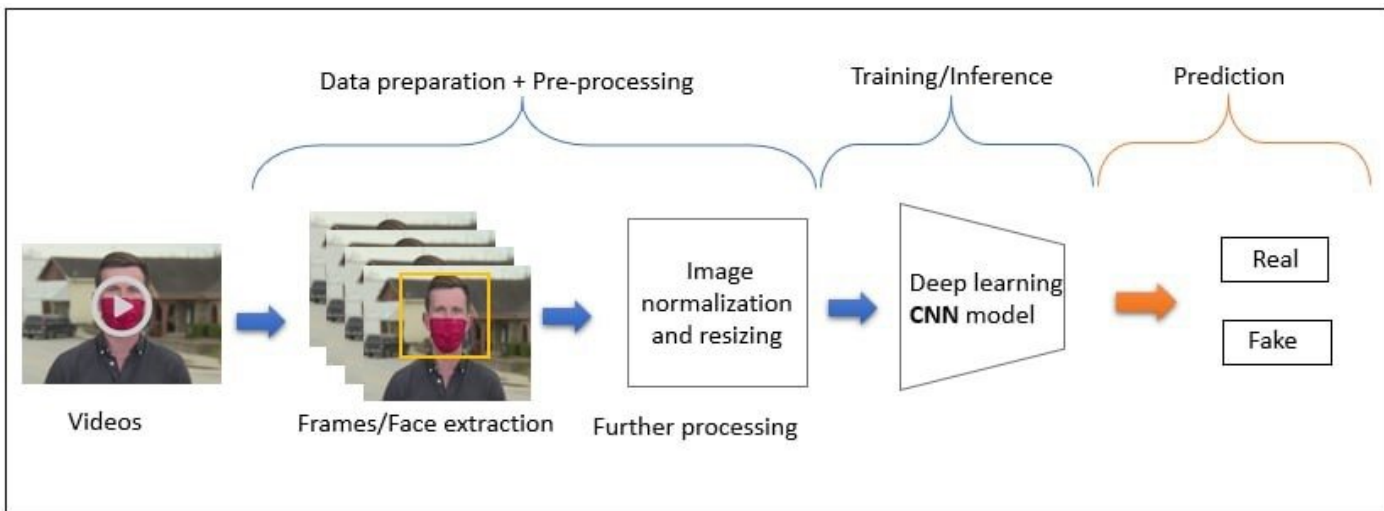 Data preparation + Pre-processing
Training/Inference
Prediction
Image
normalization
and resizing
Deep learning
CNN model
Real
Fake
Videos
Frames/Face extraction
Further processing